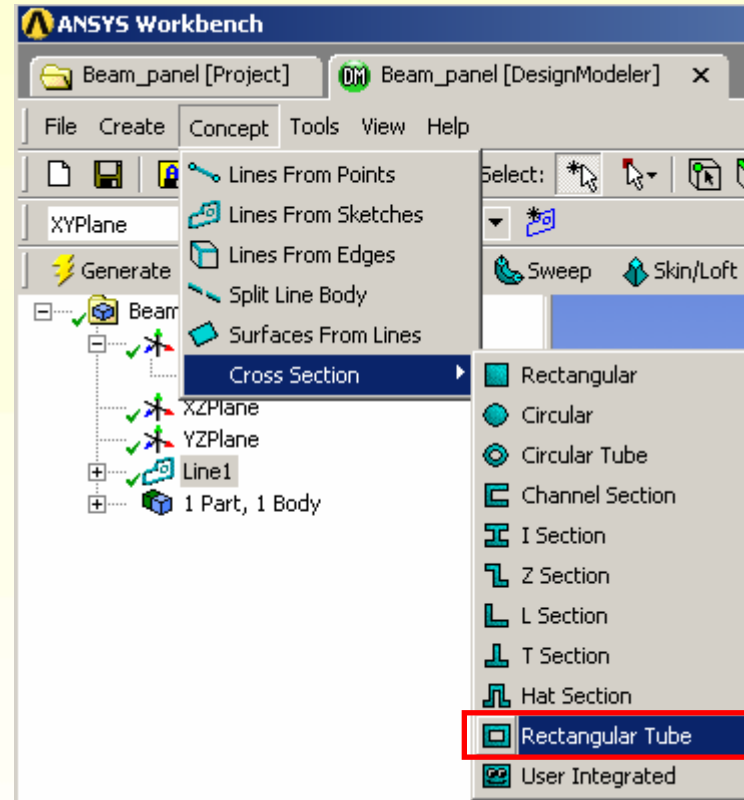 ANSYS Workbench
Beam_panel [Project]
Beam_panel [DesignModeler]
File Create Concept Tools View Help
Lines From Points
Select:
XYPlane
Lines From Sketches
Lines From Edges
Generate
Sweep
Skin/Loft
Split Line Body
Beam
Surfaces From Lines
Cross Section
Rectangular
XZPlane
Circular
YZPlane
Circular Tube
Line1
Channel Section
1 Part, 1 Body
I Section
Z Section
L Section
T Section
Hat Section
Rectangular Tube
User Integrated